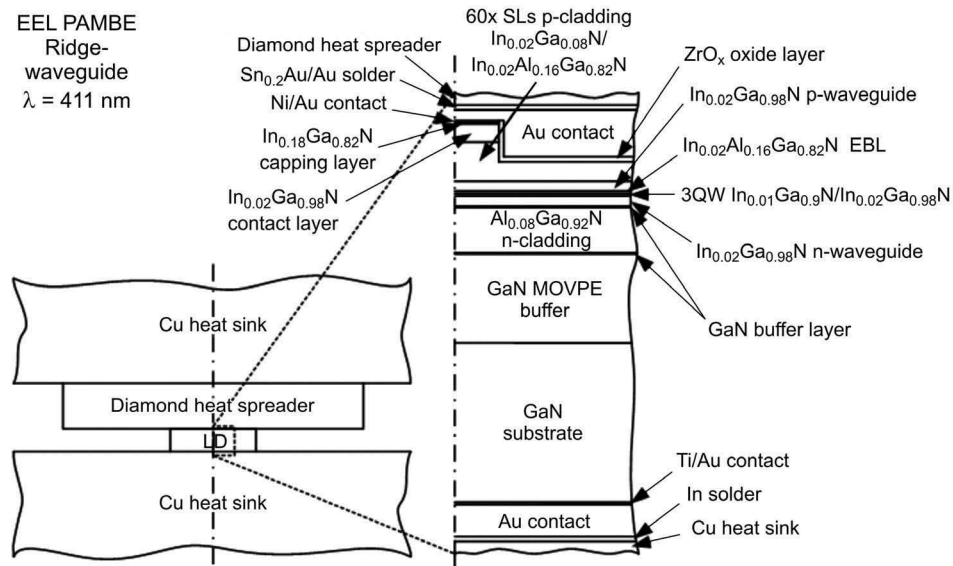 EEL PAMBE
Ridge-
waveguide
λ = 411 nm
60x SLs p-cladding
In0.02Ga0.08N/
In0.02Al0.16Ga0.82N
Diamond heat spreader
Sn0.2Au/Au solder
Ni/Au contact
In0.18Ga0.82N
capping layer
In0.02Ga0.98N
contact layer
ZrOx oxide layer
In0.02Ga0.98N p-waveguide
In0.02Al0.16Ga0.82N EBL
3QW In0.01Ga0.9N/In0.02Ga0.98N
In0.02Ga0.98N n-waveguide
GaN buffer layer
Au contact
Al0.08Ga0.92N
n-cladding
GaN MOVPE
buffer
GaN
substrate
Ti/Au contact
In solder
Au contact
Cu heat sink
Cu heat sink
Diamond heat spreader
LD
Cu heat sink